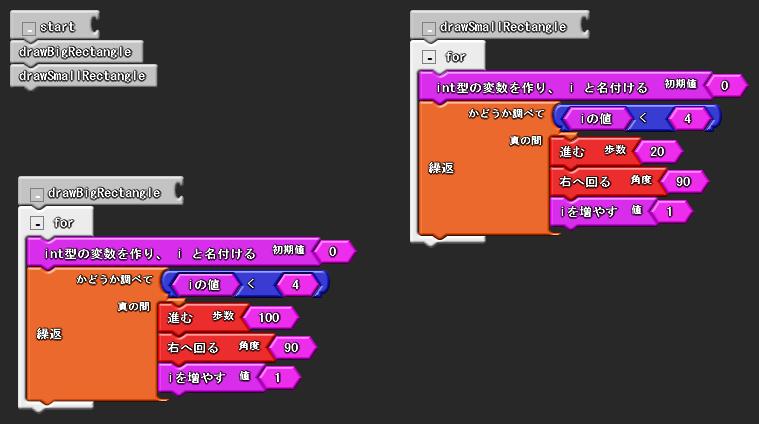 start
drawBigRectangle
drawSmallRectangle
drawBigRectangle
for
int型の変数を作り、 i と名付ける 初期値 0
かどうか調べて iの値 < 4
真の間
繰返
進む 歩数 100
右へ回る 角度 90
iを増やす 値 1
drawSmallRectangle
for
int型の変数を作り、 i と名付ける 初期値 0
かどうか調べて iの値 < 4
真の間
繰返
進む 歩数 20
右へ回る 角度 90
iを増やす 値 1